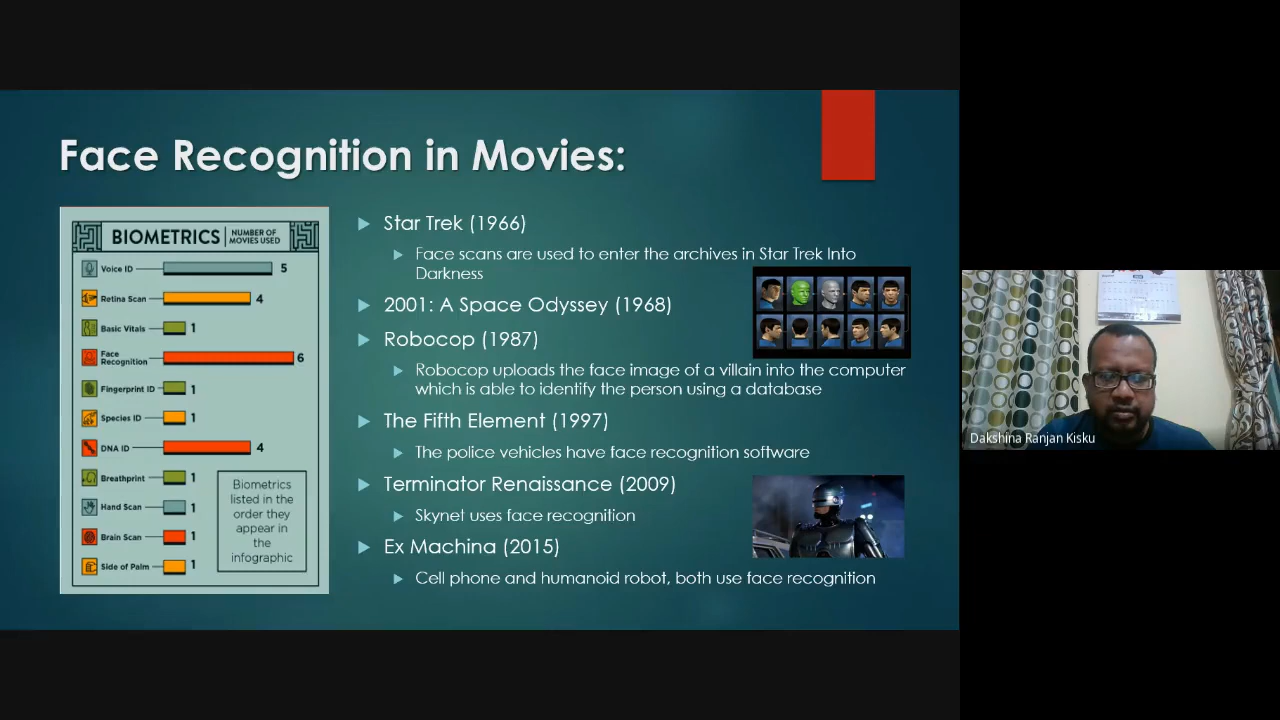 Face Recognition in Movies:
BIOMETRICS
NUMBER OF
MOVIES USED
Voice ID 5
Retina Scan 4
Basic Vitals 1
Face
Recognition 6
Fingerprint ID 1
Species ID 1
DNA ID 4
Breathprint 1
Hand Scan 1
Brain Scan 1
Side of Palm 1
Biometrics
listed in the
order they
appear in
the
infographic
Star Trek (1966)
Face scans are used to enter the archives in Star Trek Into
Darkness
2001: A Space Odyssey (1968)
Robocop (1987)
Robocop uploads the face image of a villain into the computer
which is able to identify the person using a database
The Fifth Element (1997)
The police vehicles have face recognition software
Terminator Renaissance (2009)
Skynet uses face recognition
Ex Machina (2015)
Cell phone and humanoid robot, both use face recognition
Dakshina Ranjan Kisku